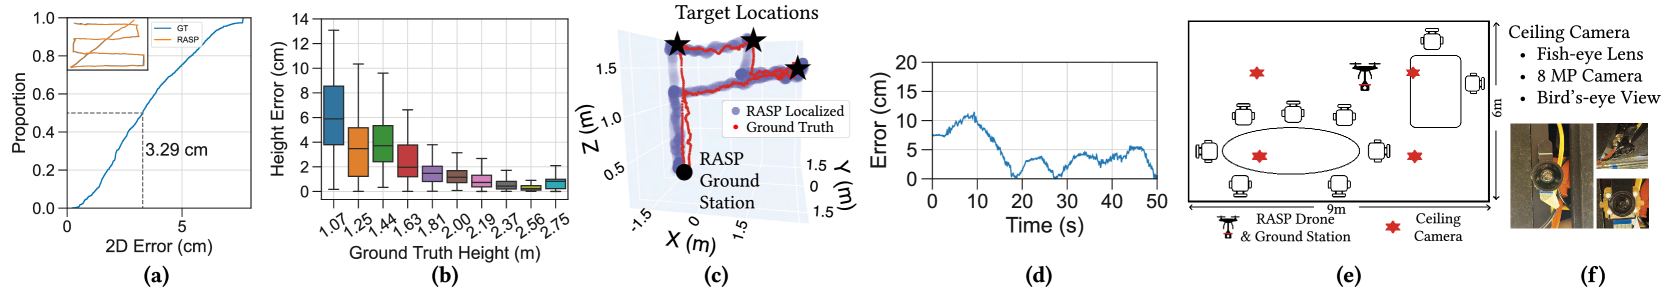 1.0
0.8
0.6
0.4
0.2
0.0
Proportion
GT
RASP
3.29 cm
0
5
2D Error (cm)
(a)
14
12
10
8
6
4
2
0
Height Error (cm)
1.07
1.25
1.44
1.63
1.81
2.00
2.19
2.37
2.56
2.75
Ground Truth Height (m)
(b)
Target Locations
1.5
1.0
0.5
Z (m)
RASP Localized
Ground Truth
RASP
Ground
Station
-1.5
0
1.5
X (m)
1.5
0
1.5
Y (m)
(c)
20
15
10
5
0
Error (cm)
0
10
20
30
40
50
Time (s)
(d)
6m
9m
RASP Drone
& Ground Station
Ceiling
Camera
(e)
Ceiling Camera
• Fish-eye Lens
• 8 MP Camera
• Bird's-eye View
(f)